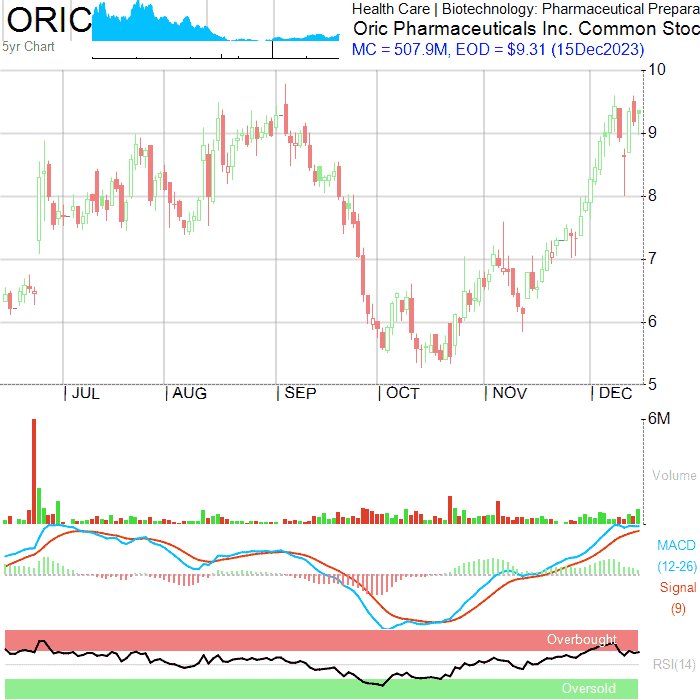 ORIC
5yr Chart
Health Care | Biotechnology: Pharmaceutical Prepara
Oric Pharmaceuticals Inc. Common Stoc
MC = 507.9M, EOD = $9.31 (15Dec2023)
10
9
8
7
6
5
JUL
AUG
SEP
OCT
NOV
DEC
6M
Volume
MACD
(12-26)
Signal
(9)
Overbought
RSI(14)
Oversold